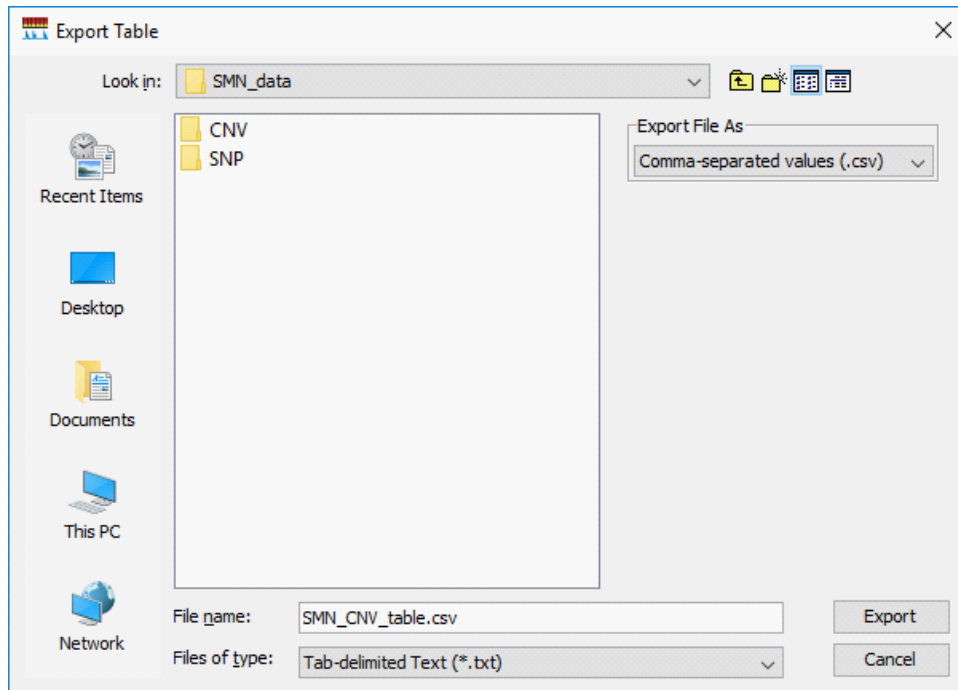 Export Table
Look in:
SMN_data
CNV
SNP
Export File As
Comma-separated values (.csv)
Recent Items
Desktop
Documents
This PC
Network
File name:
SMN_CNV_table.csv
Export
Files of type:
Tab-delimited Text (*.txt)
Cancel